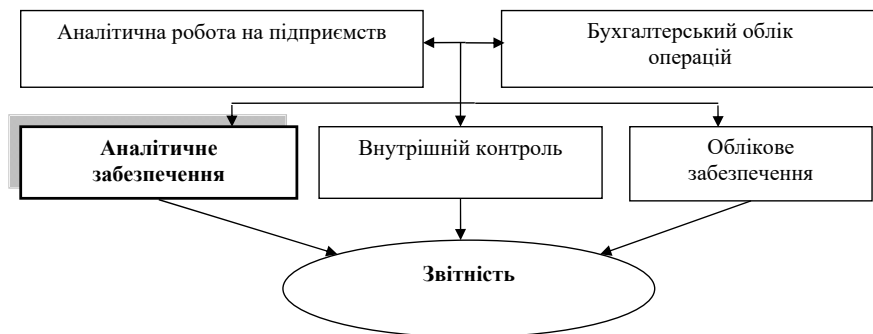 Аналітична робота на підприємств
Бухгалтерський облік
операцій
Аналітичне
забезпечення
Внутрішній контроль
Облікове
забезпечення
Звітність